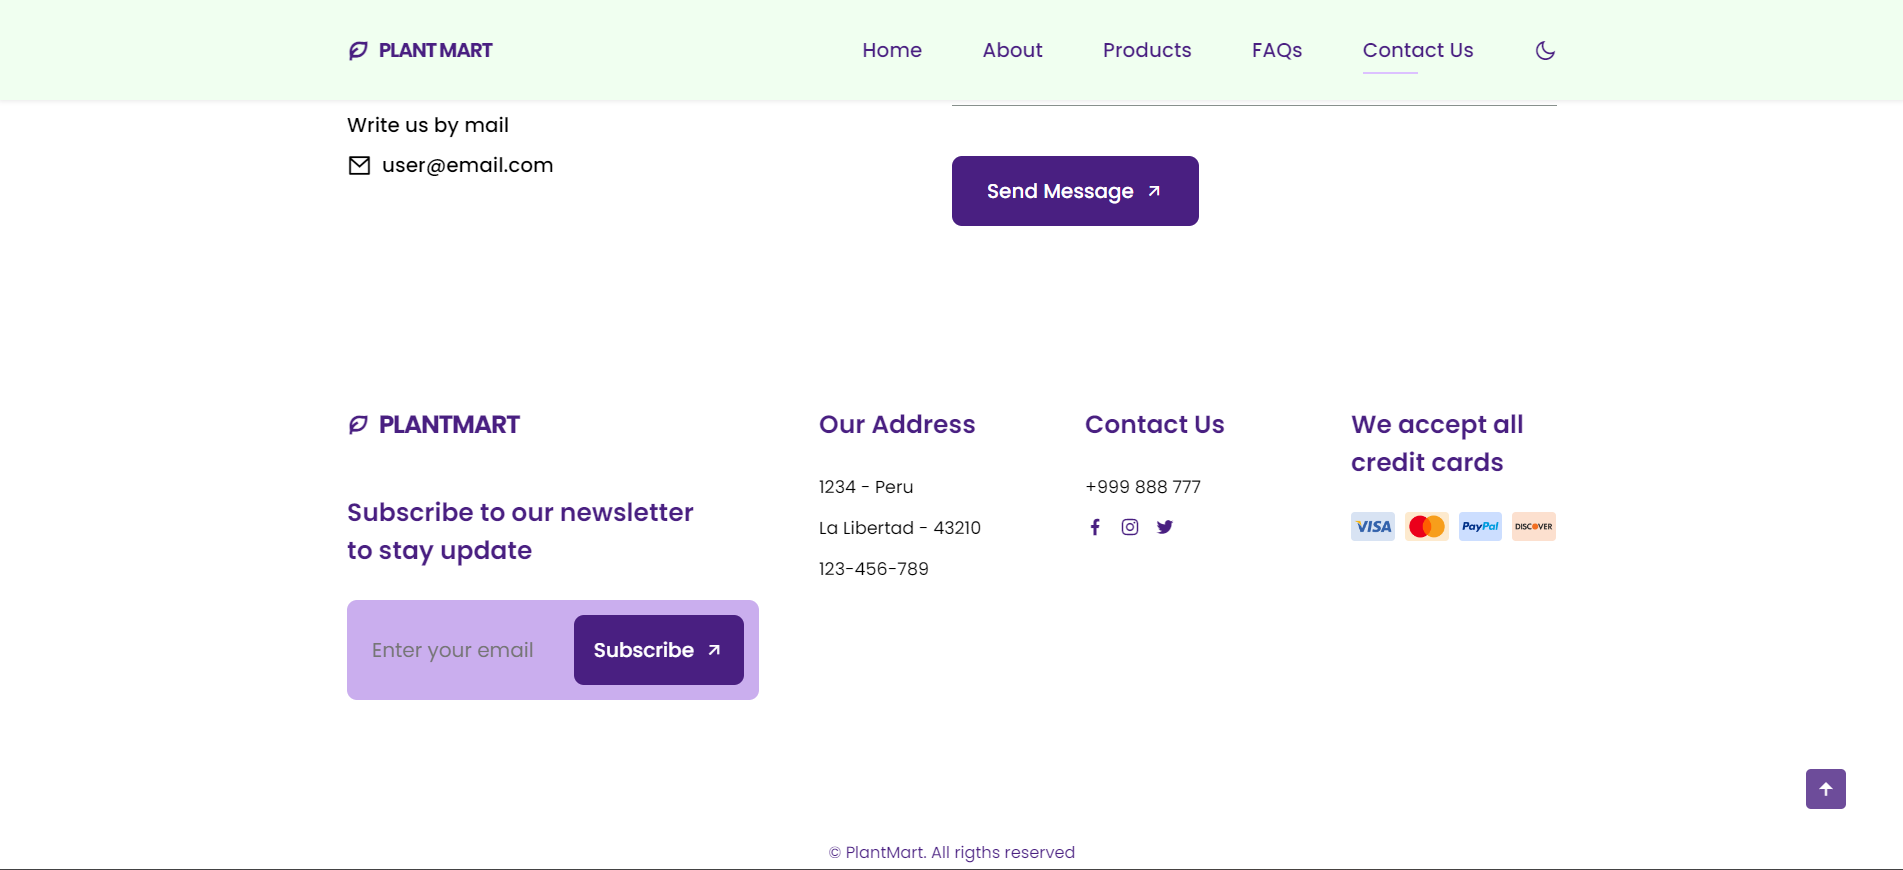 PLANT MART
Home
About
Products
FAQs
Contact Us
Write us by mail
user@email.com
Send Message
PLANTMART
Subscribe to our newsletter
to stay update
Enter your email
Subscribe
Our Address
1234 - Peru
La Libertad - 43210
123-456-789
Contact Us
+999 888 777
We accept all
credit cards
VISA
PayPal
DISCOVER
© PlantMart. All rigths reserved